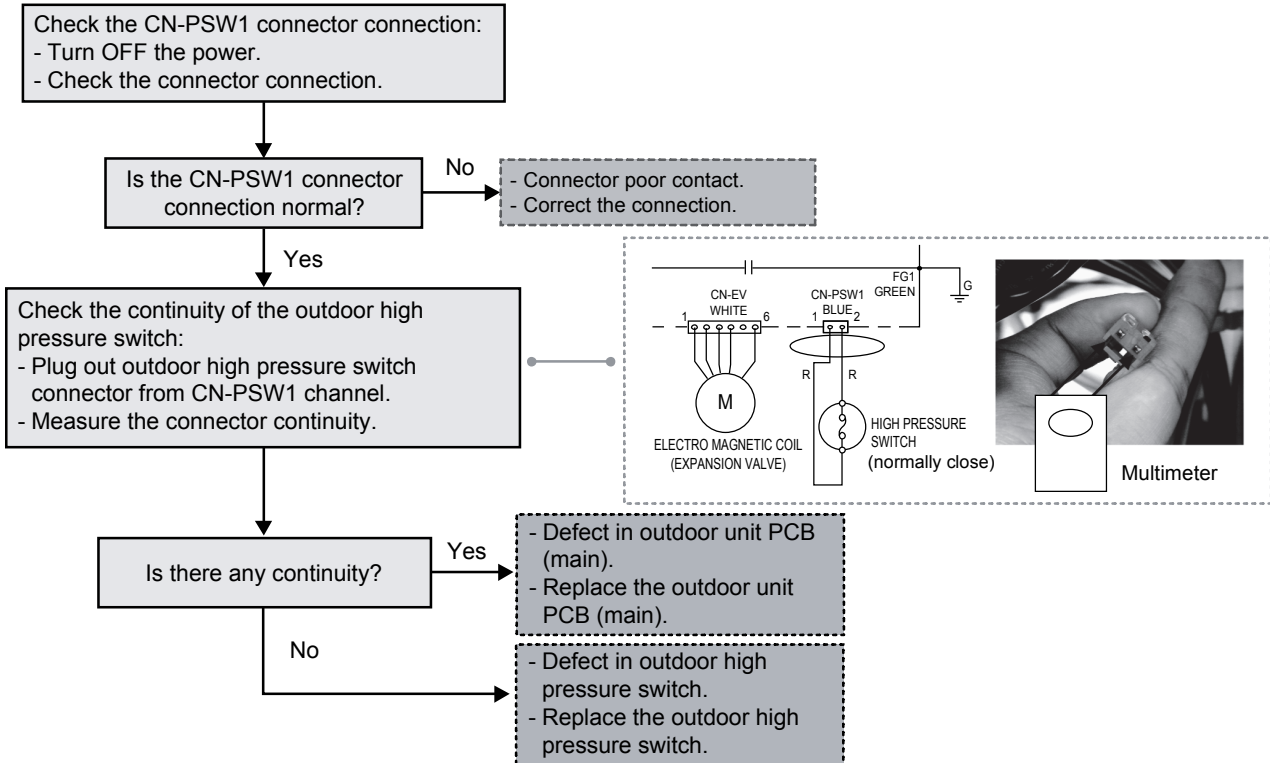 Check the CN-PSW1 connector connection:
- Turn OFF the power.
- Check the connector connection.
Is the CN-PSW1 connector
connection normal?
No
- Connector poor contact.
- Correct the connection.
Yes
Check the continuity of the outdoor high
pressure switch:
- Plug out outdoor high pressure switch
connector from CN-PSW1 channel.
- Measure the connector continuity.
FG1
GREEN
G
CN-EV
WHITE
1
6
CN-PSW1
BLUE
1
2
R
R
M
ELECTRO MAGNETIC COIL
(EXPANSION VALVE)
HIGH PRESSURE
SWITCH
(normally close)
Multimeter
Is there any continuity?
Yes
- Defect in outdoor unit PCB
(main).
- Replace the outdoor unit
PCB (main).
No
- Defect in outdoor high
pressure switch.
- Replace the outdoor high
pressure switch.